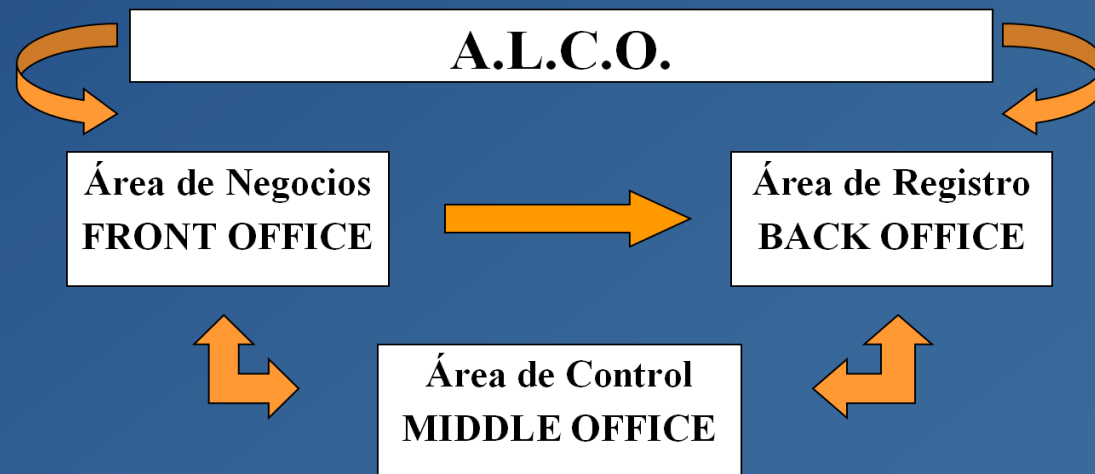 A.L.C.O.
Área de Negocios
FRONT OFFICE
Área de Registro
BACK OFFICE
Área de Control
MIDDLE OFFICE